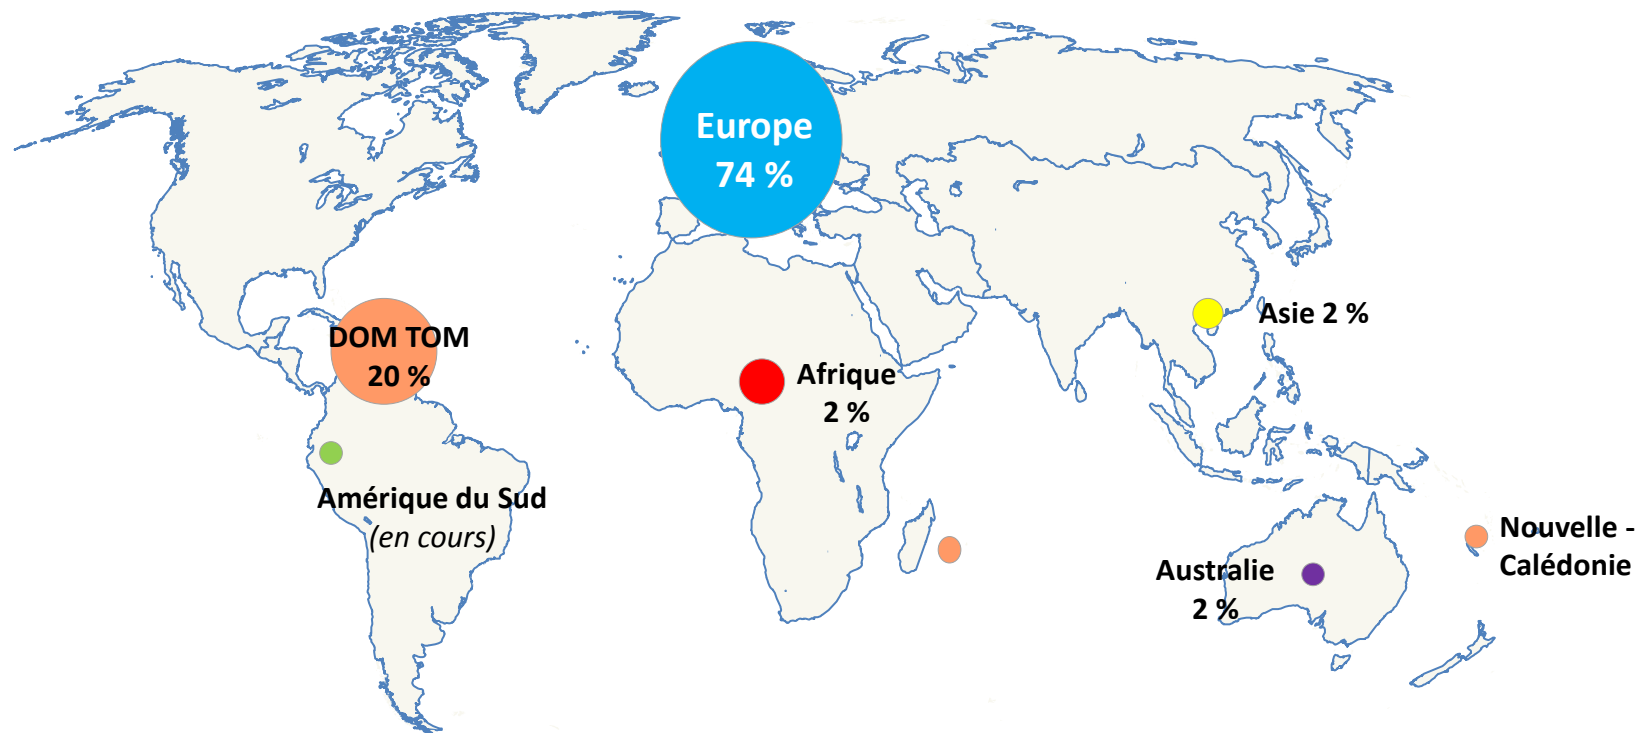 Europe
74 %
DOM TOM
20 %
Asie 2 %
Afrique
2 %
Amérique du Sud
(en cours)
Nouvelle -
Calédonie
Australie
2 %